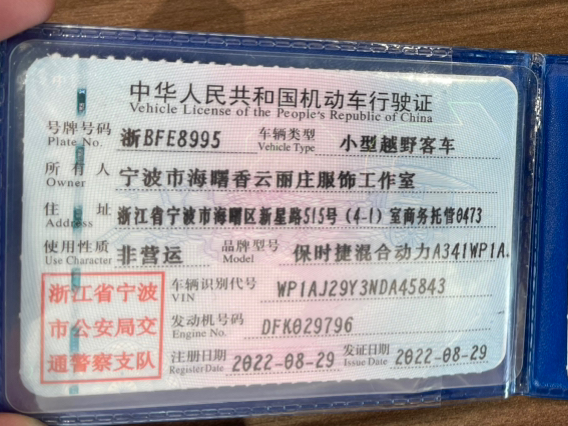 中华人民共和国机动车行驶证
Vehicle License of the People's Republic of China
号牌号码 Plate No. 浙BFE8995 车辆类型 Vehicle Type 小型越野客车
所有人 Owner 宁波市海曙香云丽庄服饰工作室
住址 Address 浙江省宁波市海曙区新星路515号(4-1)室商务托管0473
使用性质 Use Character 非营运 品牌型号 Model 保时捷混合动力A341WP1A
浙江省宁波
市公安局交
通警察支队
车辆识别代号 VIN WP1AJ29Y3NDA45843
发动机号码 Engine No. DFK029796
注册日期 Register Date 2022-08-29 发证日期 Issue Date 2022-08-29